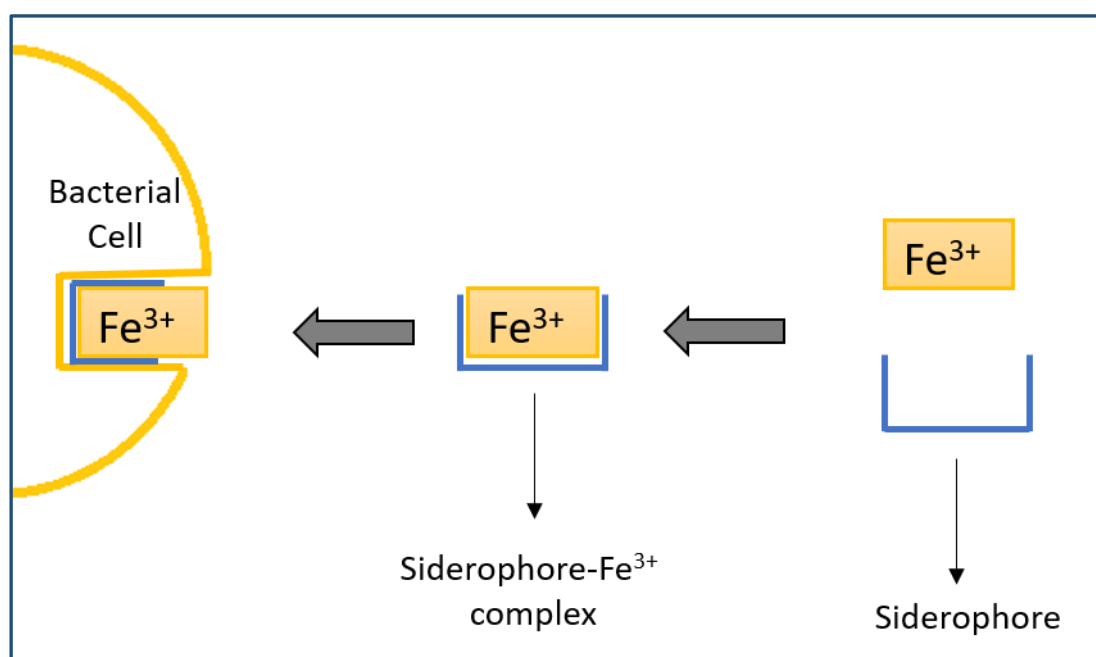 Bacterial
Cell
Fe³⁺
Fe³⁺
Fe³⁺
Siderophore-Fe³⁺
complex
Siderophore